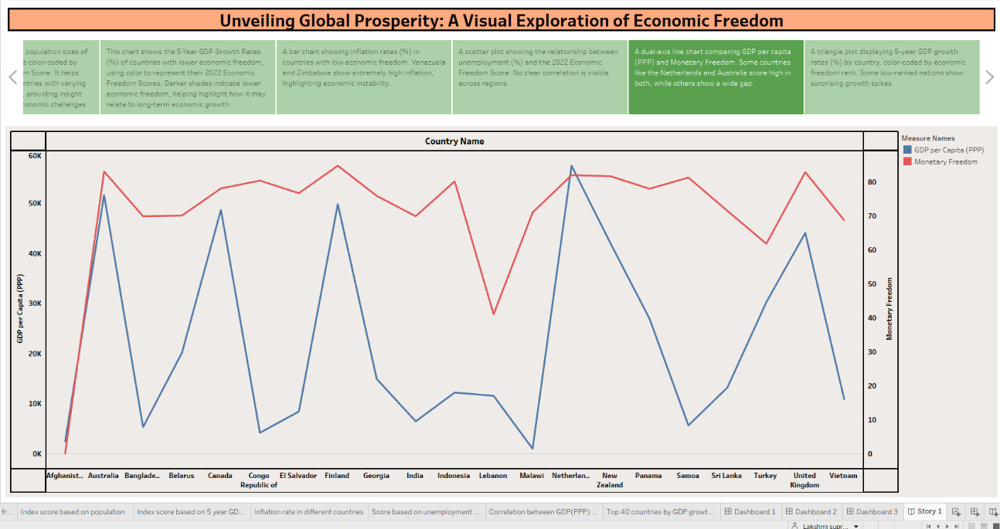 Unveiling Global Prosperity: A Visual Exploration of Economic Freedom
population sizes of
s color-coded by
m Score. It helps
ntries with varying
, providing insight
conomic challenges
This chart shows the 5-Year GDP Growth Rates
(%) of countries with lower economic freedom,
using color to represent their 2022 Economic
Freedom Scores. Darker shades indicate lower
economic freedom, helping highlight how it may
relate to long-term economic growth.
A bar chart showing inflation rates (%) in
countries with low economic freedom. Venezuela
and Zimbabwe show extremely high inflation,
highlighting economic instability.
A scatter plot showing the relationship between
unemployment (%) and the 2022 Economic
Freedom Score. No clear correlation is visible
across regions.
A dual-axis line chart comparing GDP per capita
(PPP) and Monetary Freedom. Some countries
like the Netherlands and Australia score high in
both, while others show a wide gap.
A triangle plot displaying 5-year GDP growth
rates (%) by country, color-coded by economic
freedom rank. Some low-ranked nations show
surprising growth spikes.
Country Name
Measure Names
GDP per Capita (PPP)
Monetary Freedom
GDP per Capita (PPP)
60K
50K
40K
30K
20K
10K
0K
80
70
60
50
40
30
20
10
0
Monetary Freedom
Afghanist..
Australia
Banglade..
Belarus
Canada
Congo
Republic of
El Salvador
Finland
Georgia
India
Indonesia
Lebanon
Malawi
Netherlan..
New
Zealand
Panama
Samoa
Sri Lanka
Turkey
United
Kingdom
Vietnam
fr...
Index score based on population
Index score based on 5 year GD...
Inflation rate in different countries
Score based on unemployment ...
Correlation between GDP(PPP) ...
Top 40 countries by GDP growt...
Dashboard 1
Dashboard 2
Dashboard 3
Story 1
Lakshmi supr...